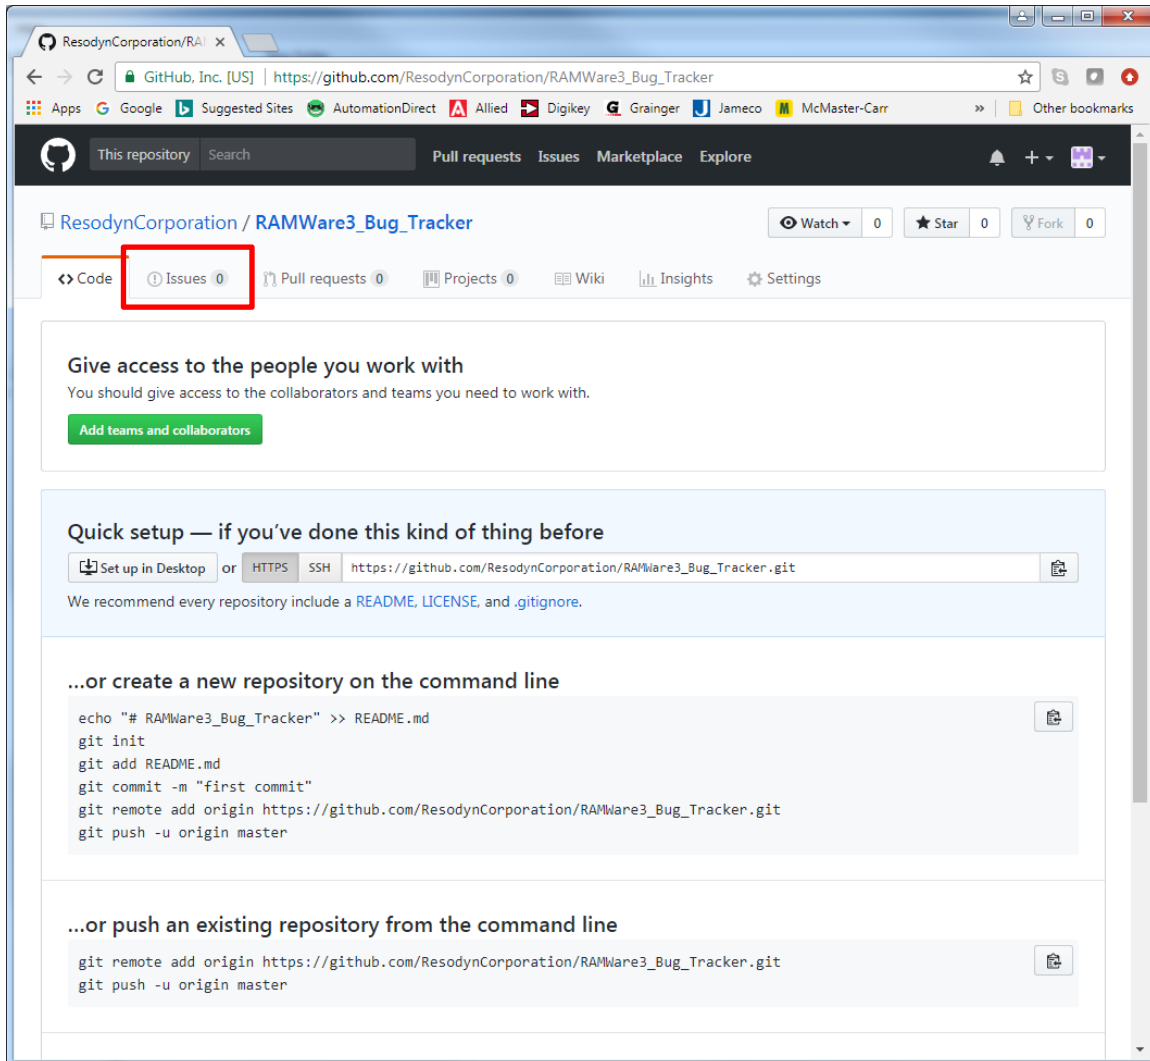 ResodynCorporation/RA
GitHub, Inc. [US] | https://github.com/ResodynCorporation/RAMWare3_Bug_Tracker
Apps G Google Suggested Sites AutomationDirect Allied Digikey G Grainger J Jameco M McMaster-Carr » Other bookmarks
This repository Search Pull requests Issues Marketplace Explore
ResodynCorporation / RAMWare3_Bug_Tracker Watch 0 Star 0 Fork 0
<> Code Issues 0 Pull requests 0 Projects 0 Wiki Insights Settings
Give access to the people you work with
You should give access to the collaborators and teams you need to work with.
Add teams and collaborators
Quick setup — if you’ve done this kind of thing before
Set up in Desktop or HTTPS SSH https://github.com/ResodynCorporation/RAMWare3_Bug_Tracker.git
We recommend every repository include a README, LICENSE, and .gitignore.
…or create a new repository on the command line
echo "# RAMWare3_Bug_Tracker" >> README.md
git init
git add README.md
git commit -m "first commit"
git remote add origin https://github.com/ResodynCorporation/RAMWare3_Bug_Tracker.git
git push -u origin master
…or push an existing repository from the command line
git remote add origin https://github.com/ResodynCorporation/RAMWare3_Bug_Tracker.git
git push -u origin master